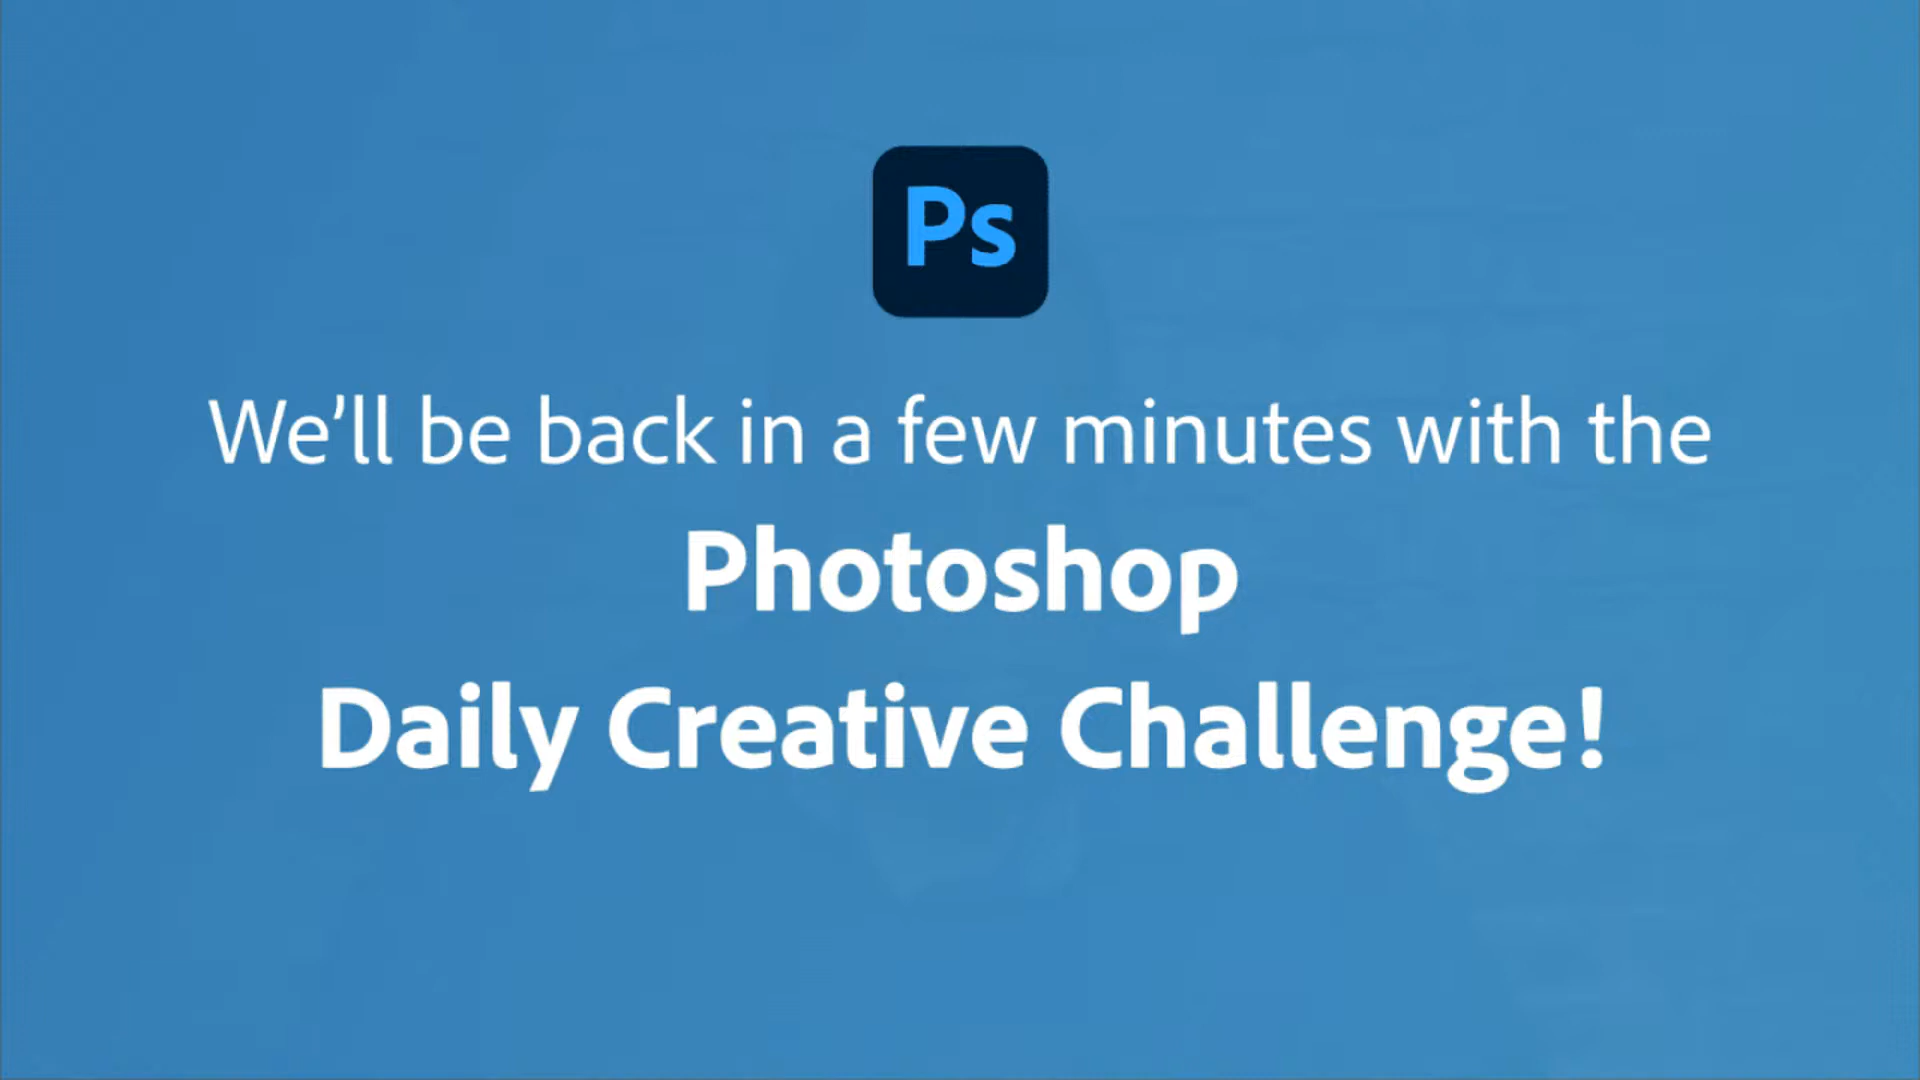 Ps
We’ll be back in a few minutes with the
Photoshop
Daily Creative Challenge!